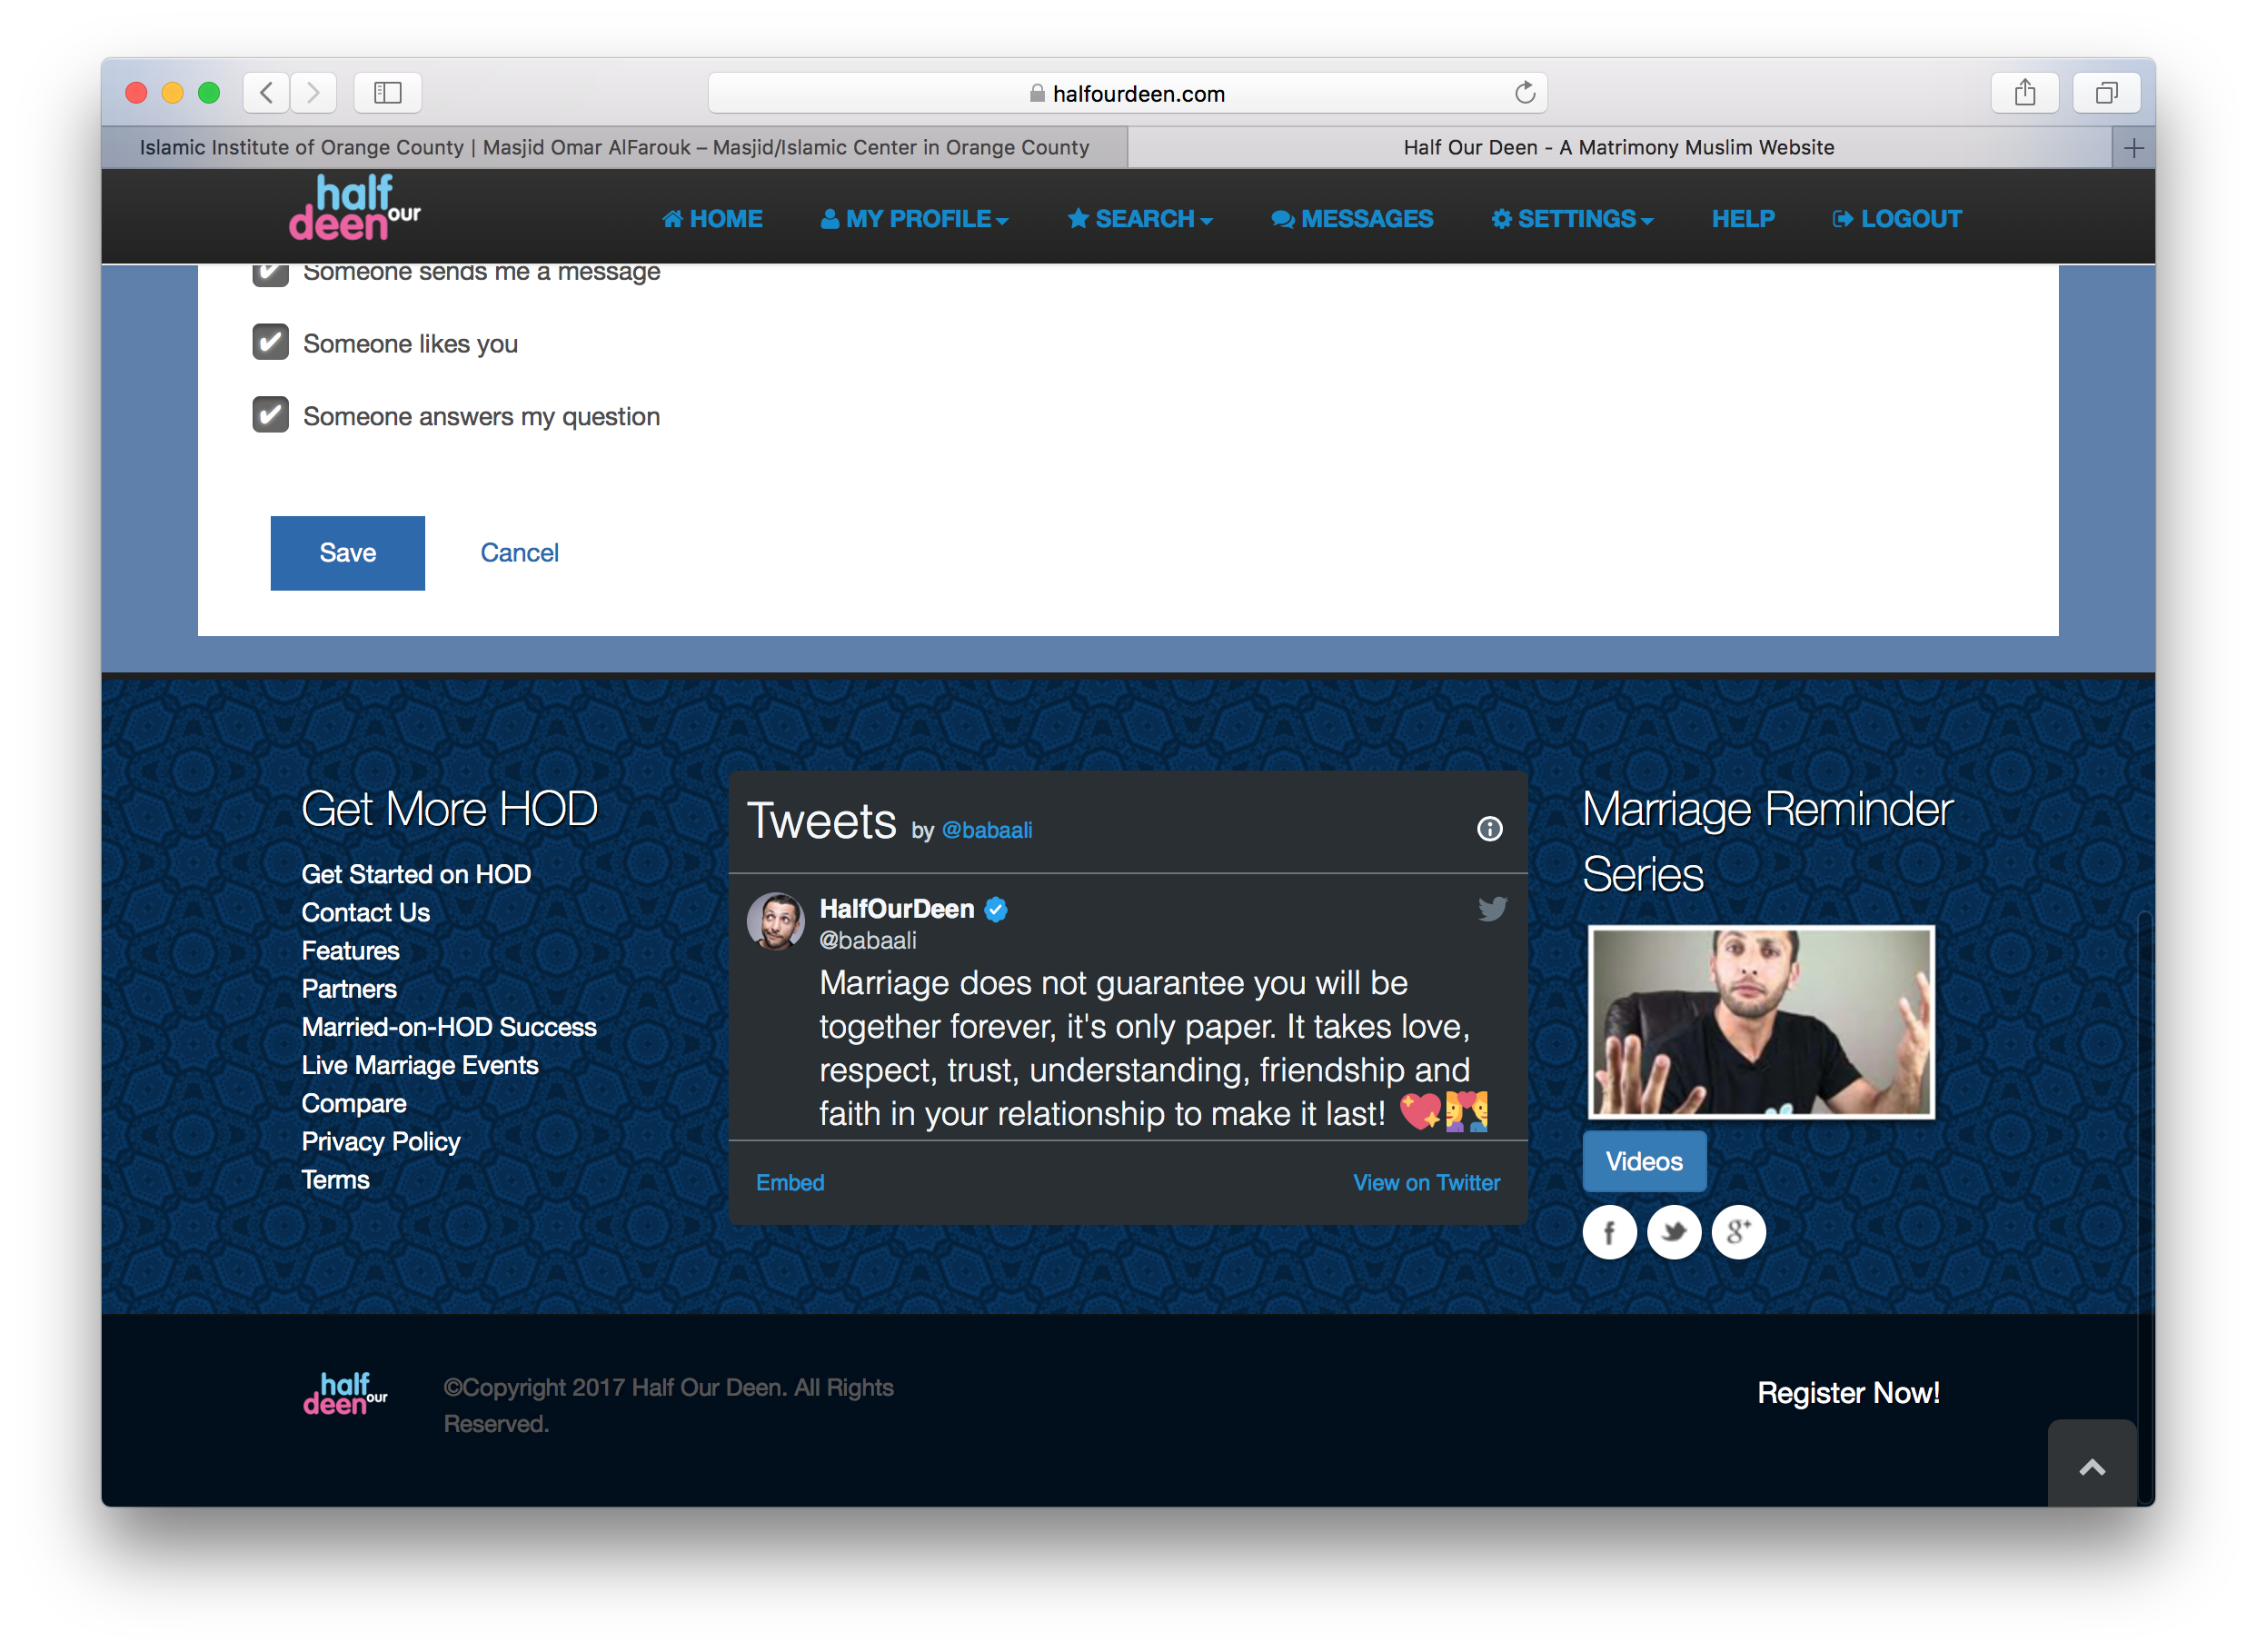 halfourdeen.com
Islamic Institute of Orange County | Masjid Omar AlFarouk – Masjid/Islamic Center in Orange County
Half Our Deen - A Matrimony Muslim Website
half
deen our
HOME
MY PROFILE
SEARCH
MESSAGES
SETTINGS
HELP
LOGOUT
Someone sends me a message
Someone likes you
Someone answers my question
Save
Cancel
Get More HOD
Get Started on HOD
Contact Us
Features
Partners
Married-on-HOD Success
Live Marriage Events
Compare
Privacy Policy
Terms
Tweets by @babaali
HalfOurDeen
@babaali
Marriage does not guarantee you will be
together forever, it's only paper. It takes love,
respect, trust, understanding, friendship and
faith in your relationship to make it last! 💖💑
Embed
View on Twitter
Marriage Reminder
Series
Videos
f
g+
half
deen our
©Copyright 2017 Half Our Deen. All Rights
Reserved.
Register Now!